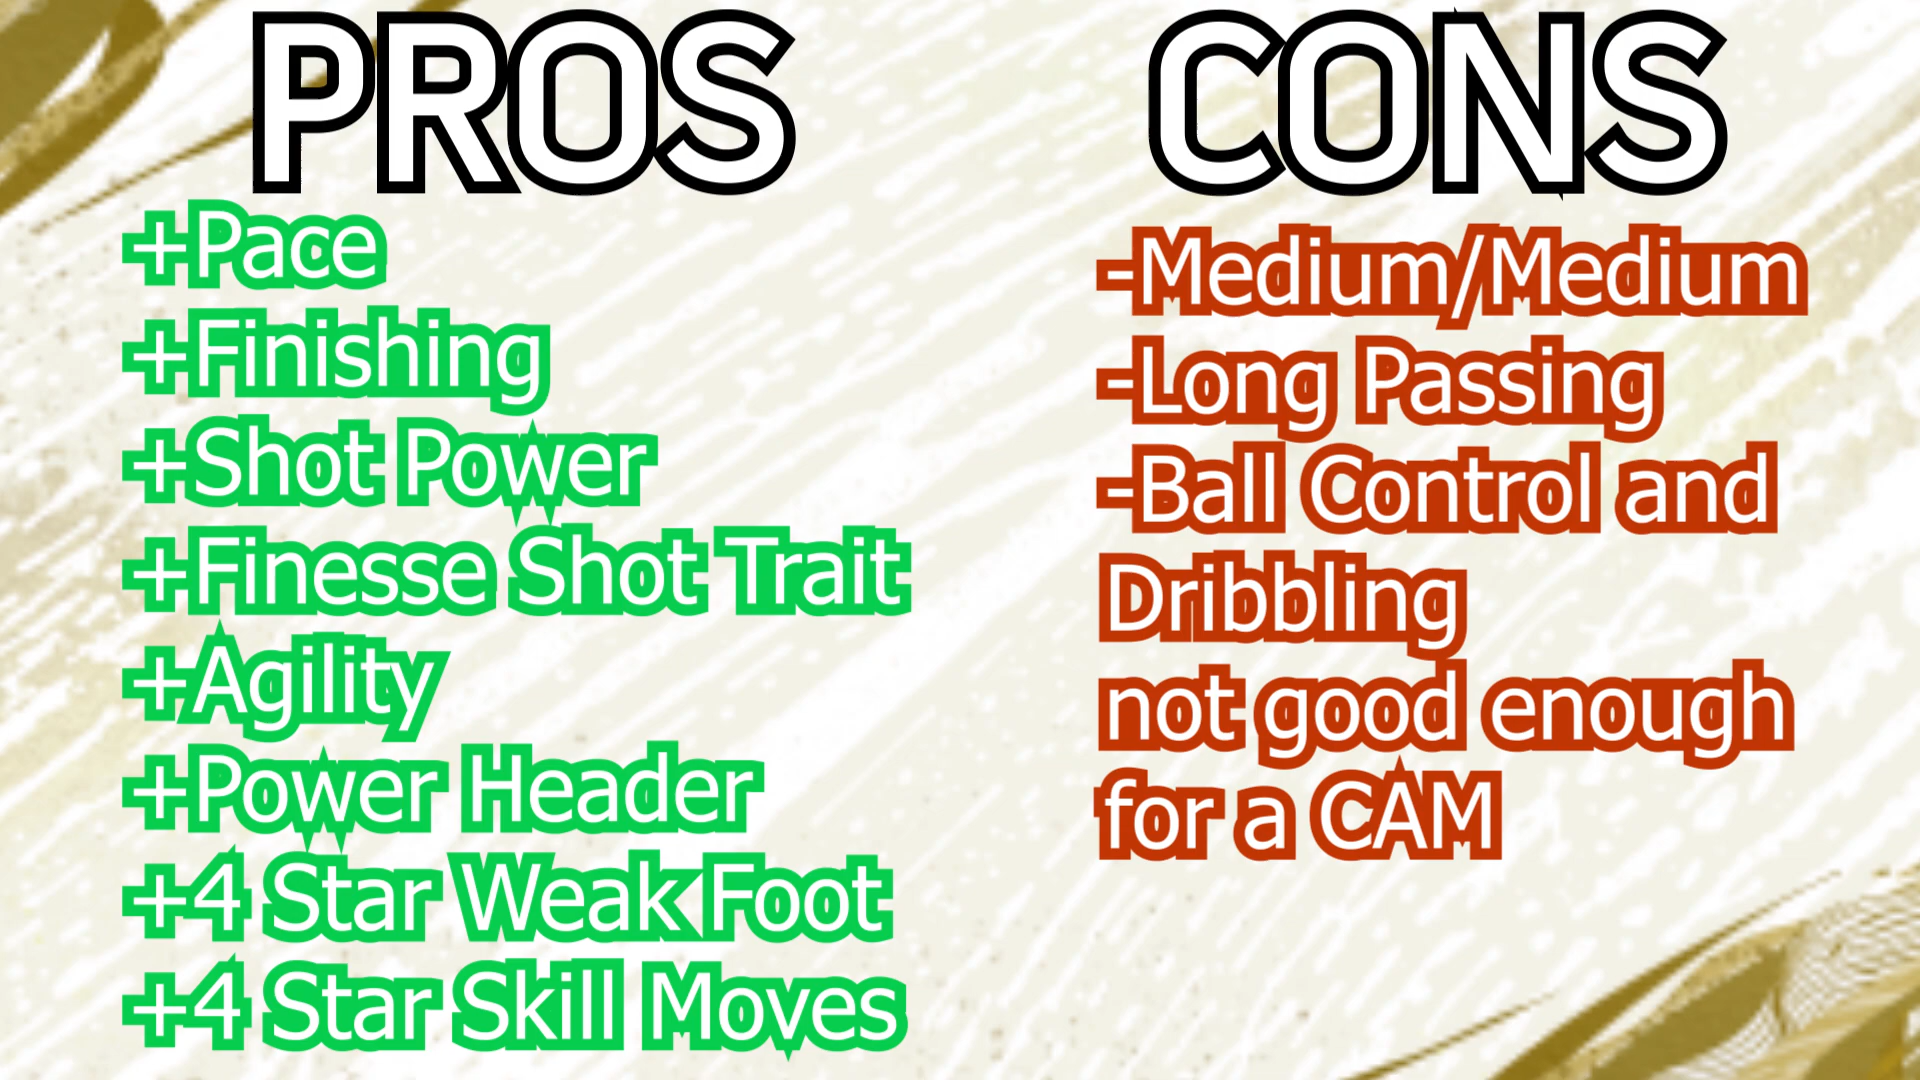 PROS
+Pace
+Finishing
+Shot Power
+Finesse Shot Trait
+Agility
+Power Header
+4 Star Weak Foot
+4 Star Skill Moves
CONS
-Medium/Medium
-Long Passing
-Ball Control and
Dribbling
not good enough
for a CAM